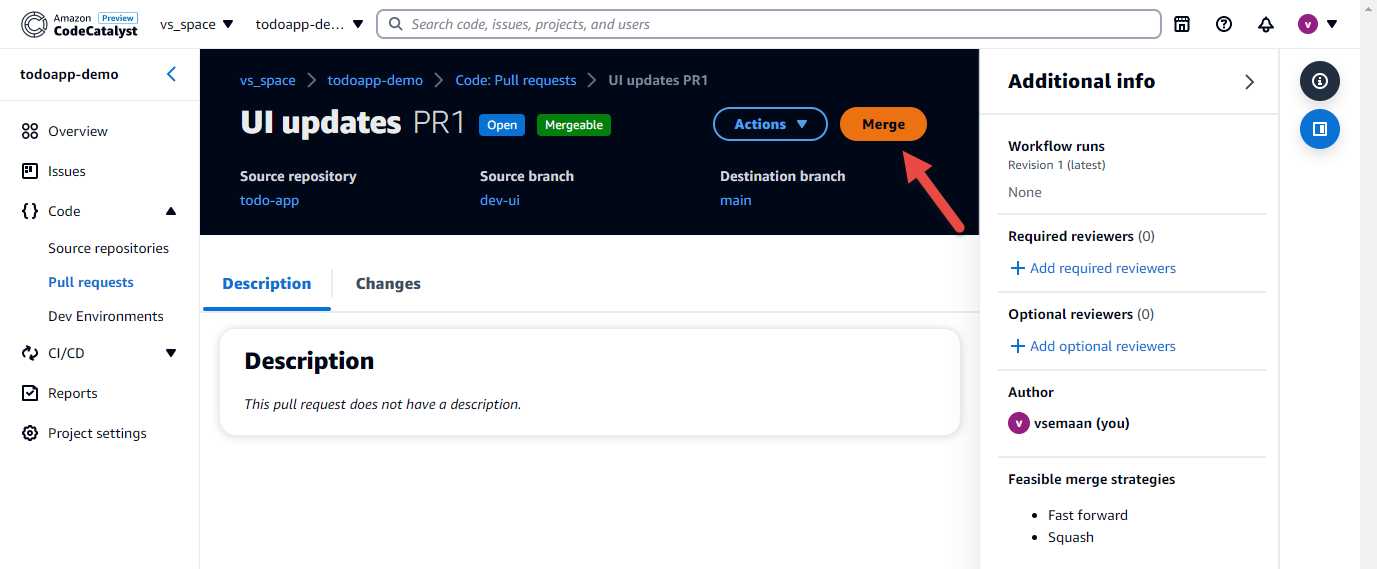 Amazon Preview
CodeCatalyst
vs_space
todoapp-de...
Search code, issues, projects, and users
v
todoapp-demo
Overview
Issues
Code
Source repositories
Pull requests
Dev Environments
CI/CD
Reports
Project settings
vs_space > todoapp-demo > Code: Pull requests > UI updates PR1
UI updates PR1 Open Mergeable
Actions
Merge
Source repository
todo-app
Source branch
dev-ui
Destination branch
main
Description
Changes
Description
This pull request does not have a description.
Additional info
Workflow runs
Revision 1 (latest)
None
Required reviewers (0)
Add required reviewers
Optional reviewers (0)
Add optional reviewers
Author
v vsemaan (you)
Feasible merge strategies
• Fast forward
• Squash